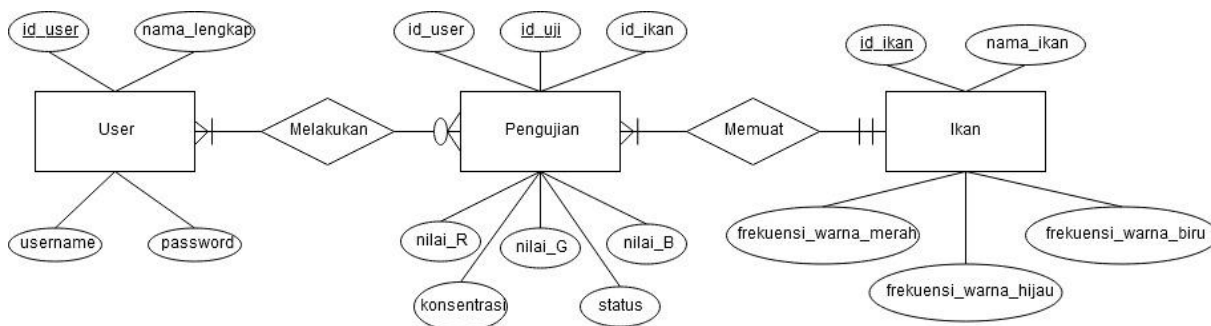 id_user
nama_lengkap
id_user
id_uji
id_ikan
id_ikan
nama_ikan
User
Melakukan
Pengujian
Memuat
Ikan
username
password
nilai_R
nilai_G
nilai_B
frekuensi_warna_merah
frekuensi_warna_biru
konsentrasi
status
frekuensi_warna_hijau